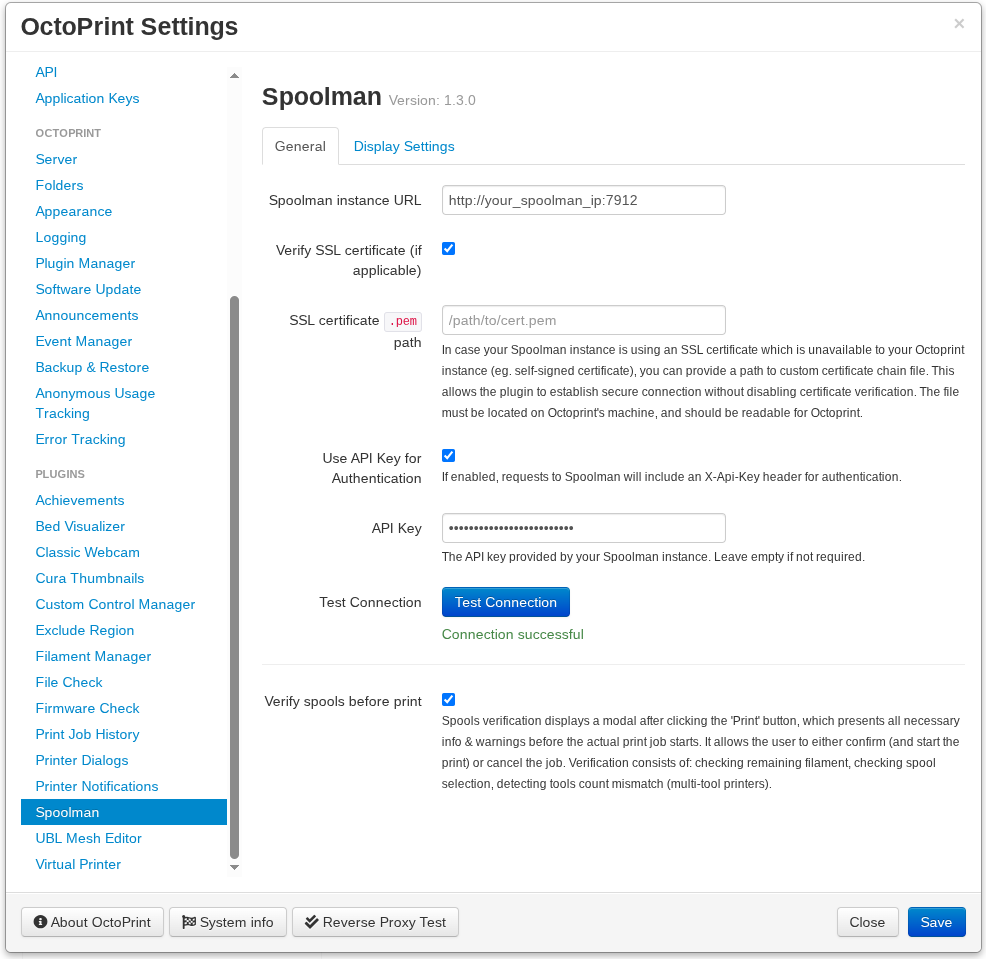 OctoPrint Settings
×
API
Application Keys
OCTOPRINT
Server
Folders
Appearance
Logging
Plugin Manager
Software Update
Announcements
Event Manager
Backup & Restore
Anonymous Usage
Tracking
Error Tracking
PLUGINS
Achievements
Bed Visualizer
Classic Webcam
Cura Thumbnails
Custom Control Manager
Exclude Region
Filament Manager
File Check
Firmware Check
Print Job History
Printer Dialogs
Printer Notifications
Spoolman
UBL Mesh Editor
Virtual Printer
Spoolman Version: 1.3.0
General Display Settings
Spoolman instance URL http://your_spoolman_ip:7912
Verify SSL certificate (if
applicable)
SSL certificate .pem /path/to/cert.pem
path
In case your Spoolman instance is using an SSL certificate which is unavailable to your Octoprint
instance (eg. self-signed certificate), you can provide a path to custom certificate chain file. This
allows the plugin to establish secure connection without disabling certificate verification. The file
must be located on Octoprint's machine, and should be readable for Octoprint.
Use API Key for
Authentication
If enabled, requests to Spoolman will include an X-Api-Key header for authentication.
API Key •••••••••••••••••••••••••
The API key provided by your Spoolman instance. Leave empty if not required.
Test Connection Test Connection
Connection successful
Verify spools before print
Spools verification displays a modal after clicking the 'Print' button, which presents all necessary
info & warnings before the actual print job starts. It allows the user to either confirm (and start the
print) or cancel the job. Verification consists of: checking remaining filament, checking spool
selection, detecting tools count mismatch (multi-tool printers).
About OctoPrint System info Reverse Proxy Test Close Save